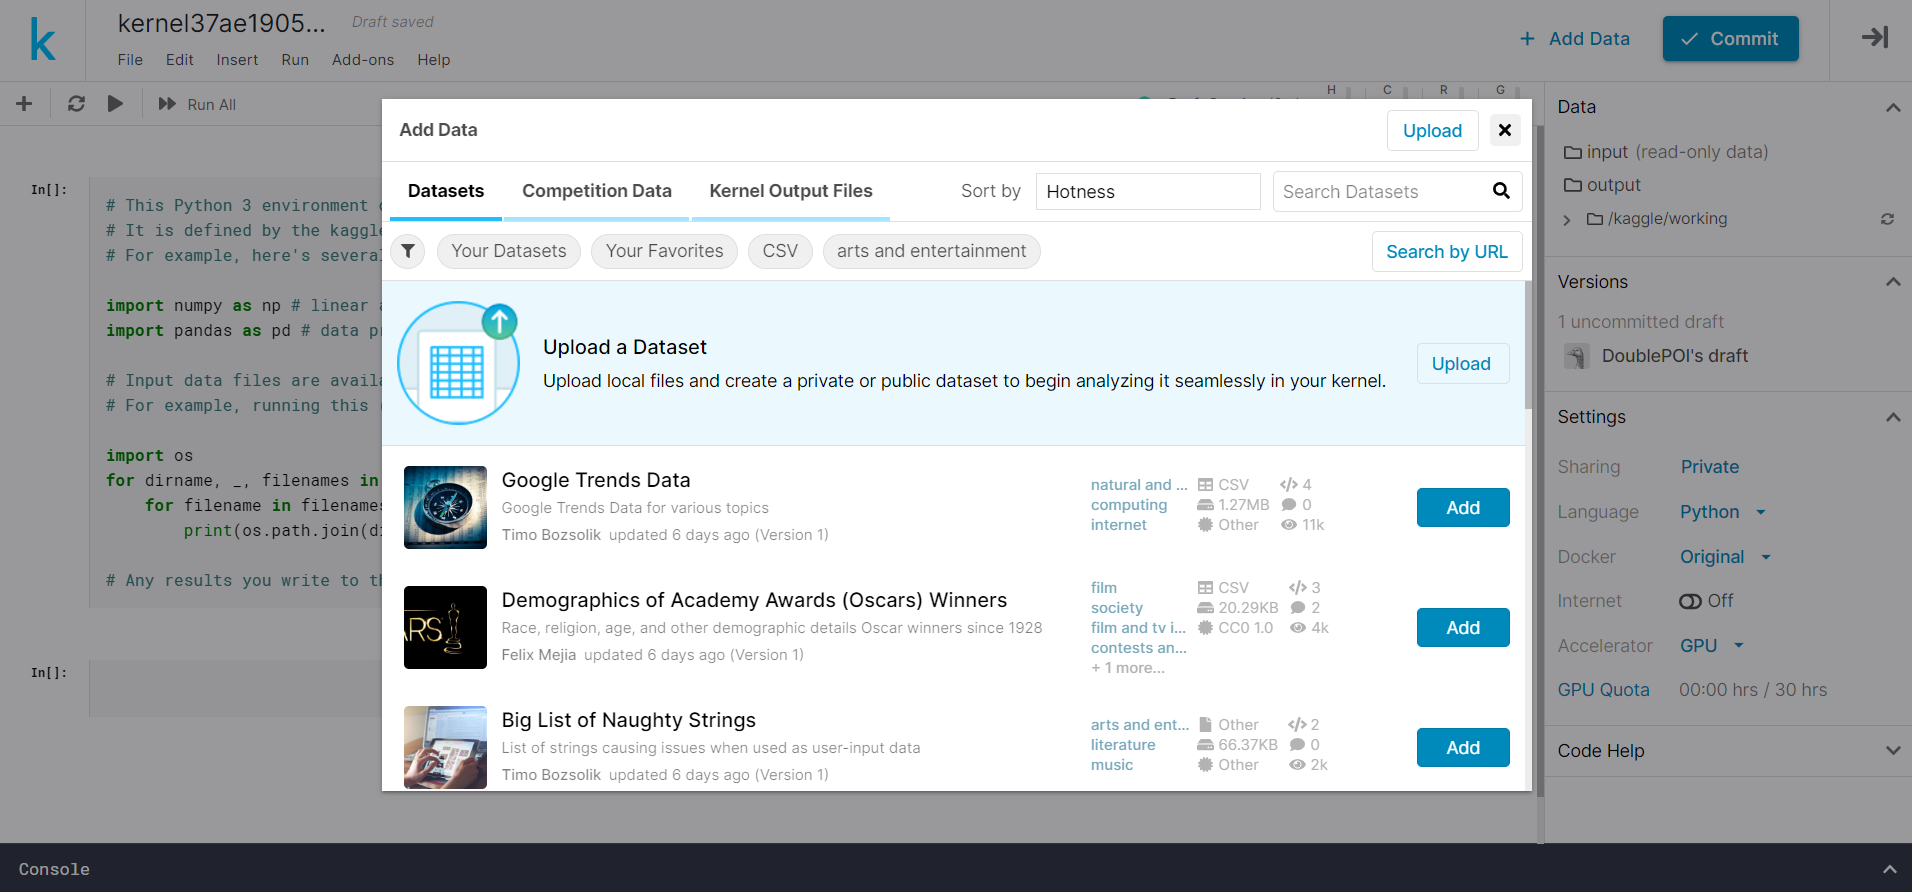 k
kernel37ae1905...
Draft saved
File Edit Insert Run Add-ons Help
+ Add Data
Commit
Run All
H C R G
Add Data
Upload
Datasets
Competition Data
Kernel Output Files
Sort by
Hotness
Search Datasets
Your Datasets
Your Favorites
CSV
arts and entertainment
Search by URL
Upload a Dataset
Upload local files and create a private or public dataset to begin analyzing it seamlessly in your kernel.
Upload
Google Trends Data
Google Trends Data for various topics
Timo Bozsolik updated 6 days ago (Version 1)
natural and ...
computing
internet
CSV </> 4
1.27MB 0
Other 11k
Add
Demographics of Academy Awards (Oscars) Winners
Race, religion, age, and other demographic details Oscar winners since 1928
Felix Mejia updated 6 days ago (Version 1)
film
society
film and tv i...
contests an...
+ 1 more...
CSV </> 3
20.29KB 2
CC0 1.0 4k
Add
Big List of Naughty Strings
List of strings causing issues when used as user-input data
Timo Bozsolik updated 6 days ago (Version 1)
arts and ent...
literature
music
Other </> 2
66.37KB 0
Other 2k
Add
In[]:
# This Python 3 environment
# It is defined by the kaggle
# For example, here's several
import numpy as np # linear
import pandas as pd # data
# Input data files are
# For example, running this
import os
for dirname, _, filenames in
for filename in filenames
print(os.path.join(
# Any results you write to
In[]:
Data
input (read-only data)
output
/kaggle/working
Versions
1 uncommitted draft
DoublePOI's draft
Settings
Sharing Private
Language Python
Docker Original
Internet Off
Accelerator GPU
GPU Quota 00:00 hrs / 30 hrs
Code Help
Console